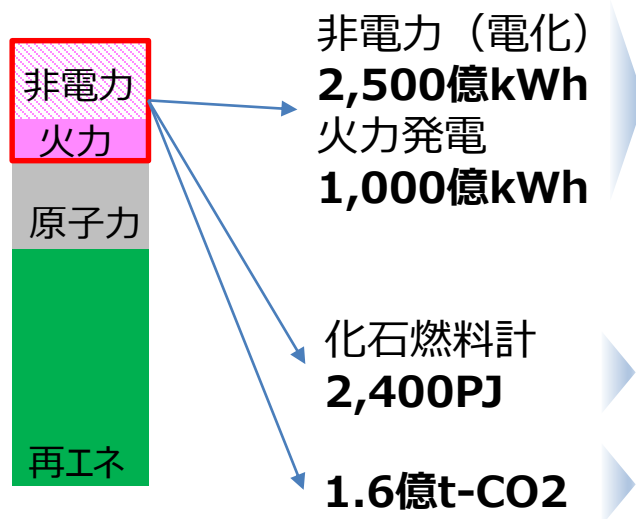 非電力
火力
原子力
再エネ
非電力（電化）
2,500億kWh
火力発電
1,000億kWh
化石燃料計
2,400PJ
1.6億t-CO2